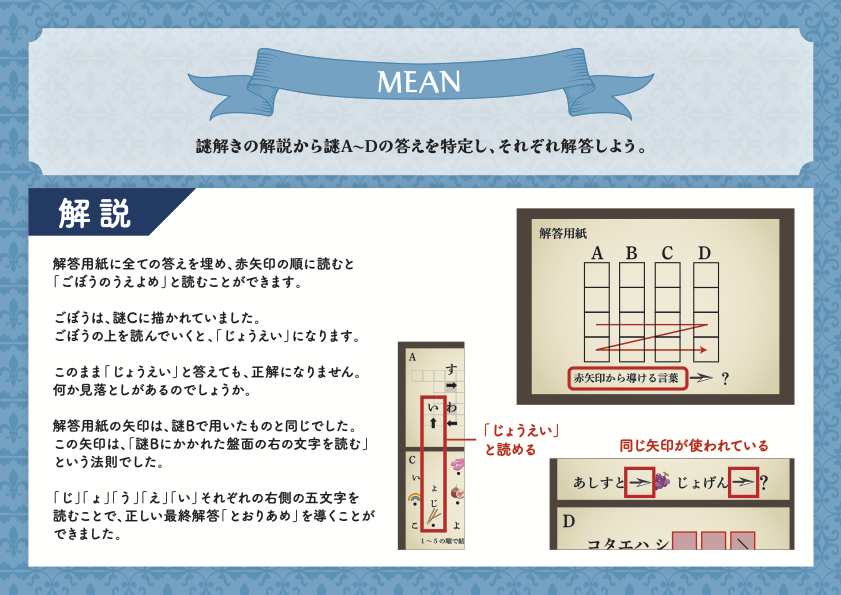 MEAN
謎解きの解説から謎A~Dの答えを特定し、それぞれ解答しよう。
解説
解答用紙に全ての答えを埋め、赤矢印の順に読むと
「ごぼうのうえよめ」と読むことができます。
ごぼうは、謎Cに描かれていました。
ごぼうの上を読んでいくと、「じょうえい」になります。
このまま「じょうえい」と答えても、正解になりません。
何か見落としがあるのでしょうか。
解答用紙の矢印は、謎Bで用いたものと同じでした。
この矢印は、「謎Bにかかれた盤面の右の文字を読む」
という法則でした。
「じ」「ょ」「う」「え」「い」それぞれの右側の五文字を
読むことで、正しい最終解答「とおりあめ」を導くことが
できました。
A
す
➡
い わ
⬆ ⬅
C
い
ょ
じ
こ
よ
1～5の順で結
「じょうえい」
と読める
解答用紙
A B C D
赤矢印から導ける言葉 → ?
同じ矢印が使われている
あしすと → じょげん → ?
D
コタエハ シ